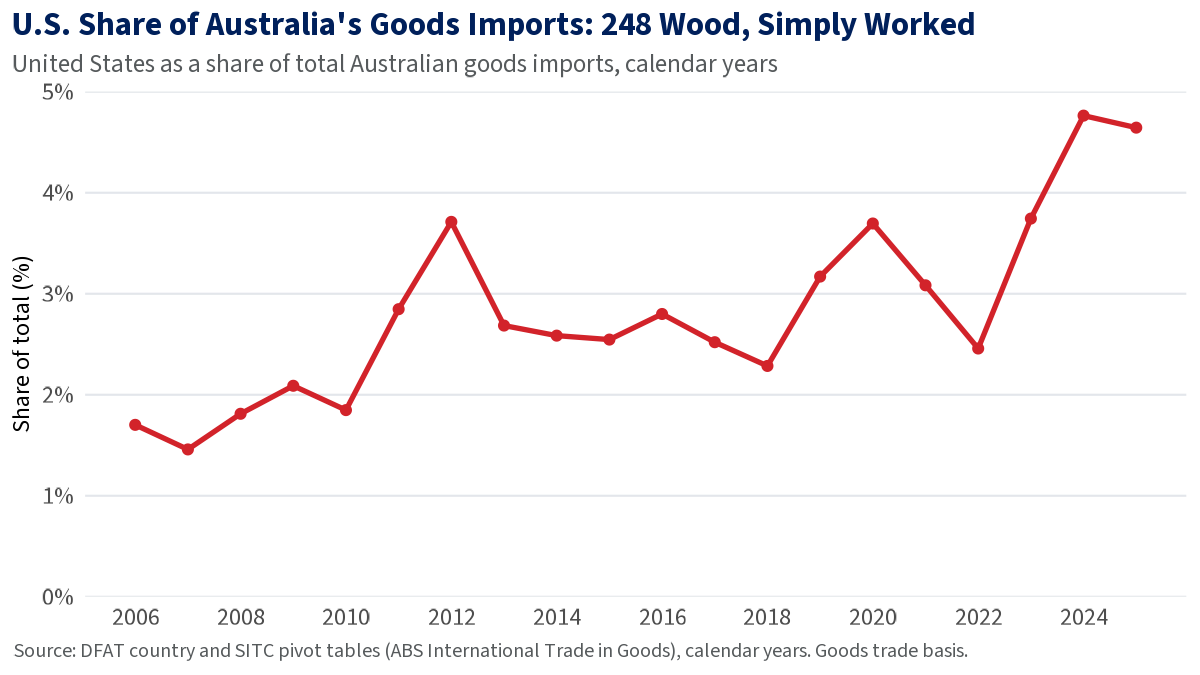 U.S. Share of Australia's Goods Imports: 248 Wood, Simply Worked
United States as a share of total Australian goods imports, calendar years
5%
4%
3%
2%
1%
0%
Share of total (%)
2006 2008 2010 2012 2014 2016 2018 2020 2022 2024
Source: DFAT country and SITC pivot tables (ABS International Trade in Goods), calendar years. Goods trade basis.